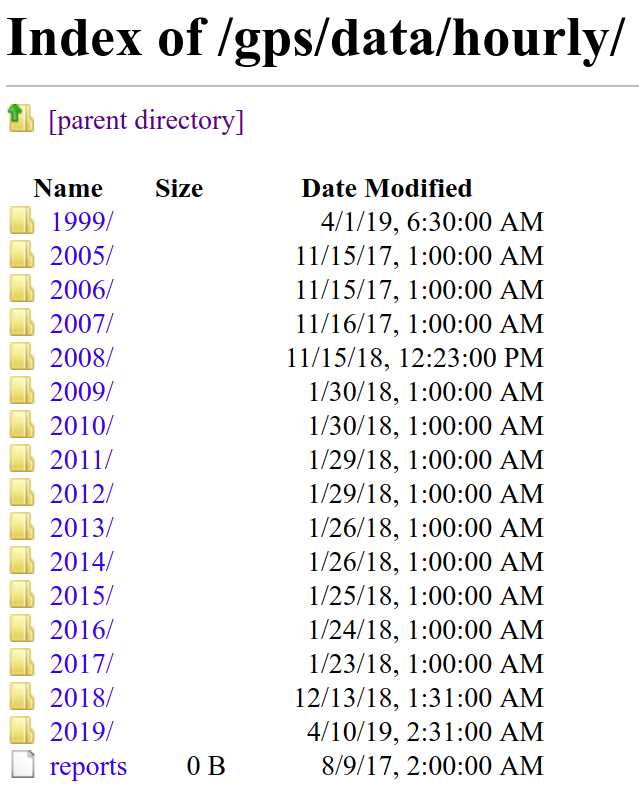 Index of /gps/data/hourly/
[parent directory]
Name Size Date Modified
1999/ 4/1/19, 6:30:00 AM
2005/ 11/15/17, 1:00:00 AM
2006/ 11/15/17, 1:00:00 AM
2007/ 11/16/17, 1:00:00 AM
2008/ 11/15/18, 12:23:00 PM
2009/ 1/30/18, 1:00:00 AM
2010/ 1/30/18, 1:00:00 AM
2011/ 1/29/18, 1:00:00 AM
2012/ 1/29/18, 1:00:00 AM
2013/ 1/26/18, 1:00:00 AM
2014/ 1/26/18, 1:00:00 AM
2015/ 1/25/18, 1:00:00 AM
2016/ 1/24/18, 1:00:00 AM
2017/ 1/23/18, 1:00:00 AM
2018/ 12/13/18, 1:31:00 AM
2019/ 4/10/19, 2:31:00 AM
reports 0 B 8/9/17, 2:00:00 AM